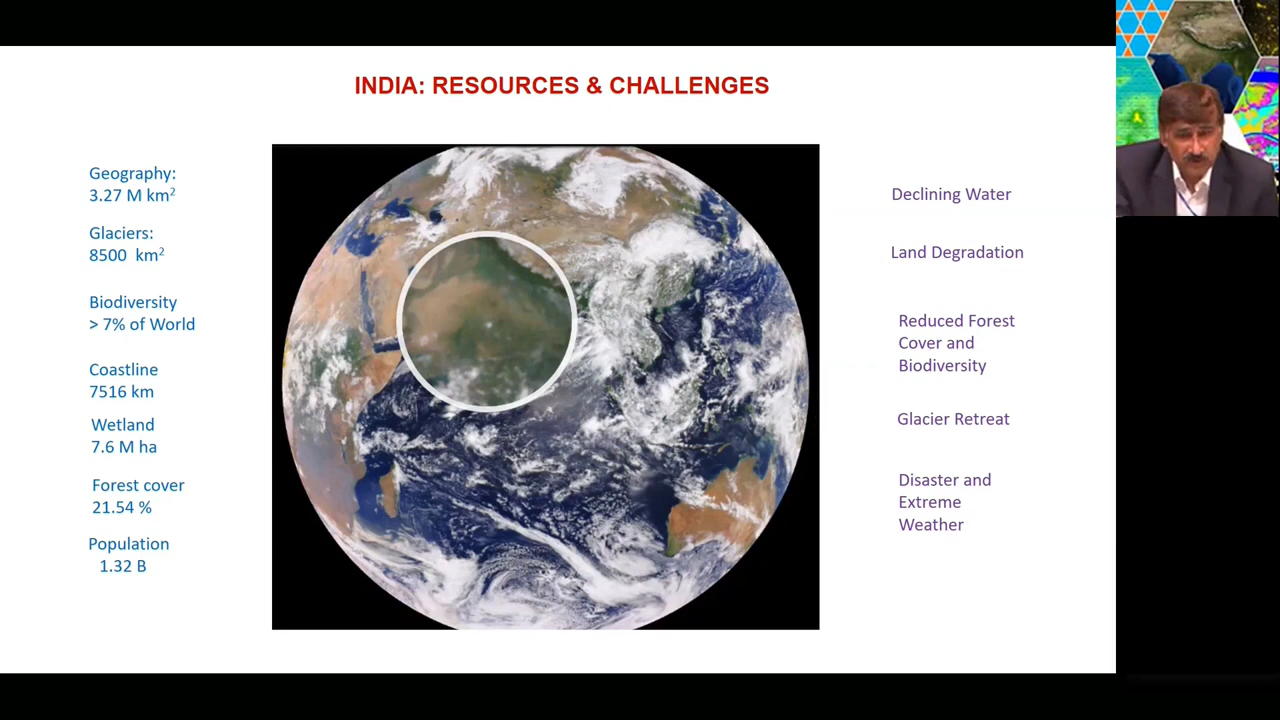 INDIA: RESOURCES & CHALLENGES
Geography:
3.27 M km²
Glaciers:
8500 km²
Biodiversity
> 7% of World
Coastline
7516 km
Wetland
7.6 M ha
Forest cover
21.54 %
Population
1.32 B
Declining Water
Land Degradation
Reduced Forest
Cover and
Biodiversity
Glacier Retreat
Disaster and
Extreme
Weather